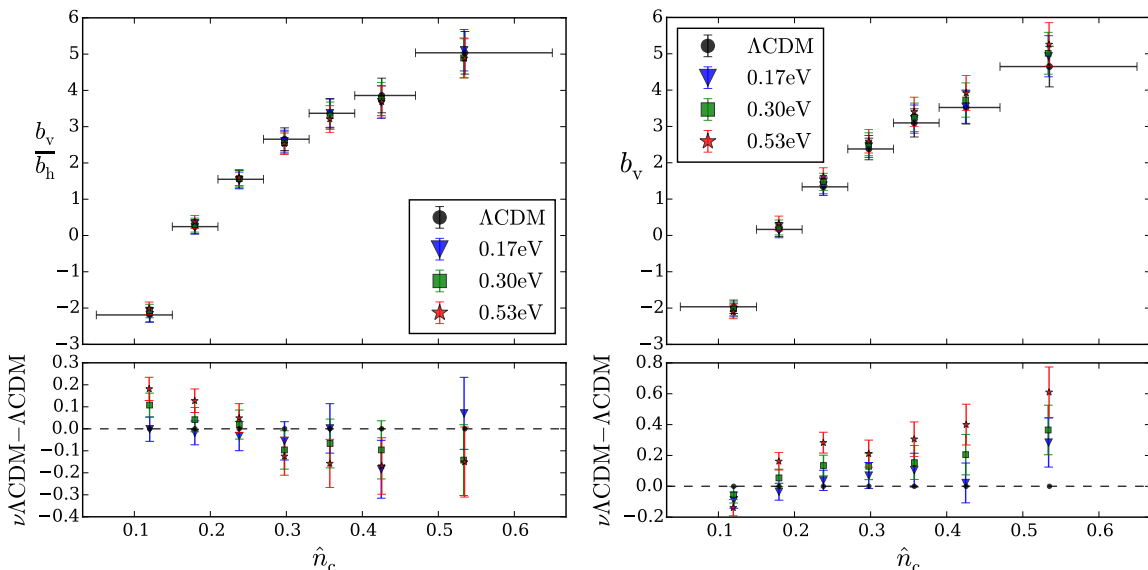 6
5
4
3
2
1
0
−1
−2
−3
b_v
b_h
ΛCDM
0.17eV
0.30eV
0.53eV
0.3
0.2
0.1
0.0
−0.1
−0.2
−0.3
−0.4
νΛCDM−ΛCDM
0.1 0.2 0.3 0.4 0.5 0.6
n̂_c
6
5
4
3
2
1
0
−1
−2
−3
b_v
ΛCDM
0.17eV
0.30eV
0.53eV
0.8
0.6
0.4
0.2
0.0
−0.2
νΛCDM−ΛCDM
0.1 0.2 0.3 0.4 0.5 0.6
n̂_c